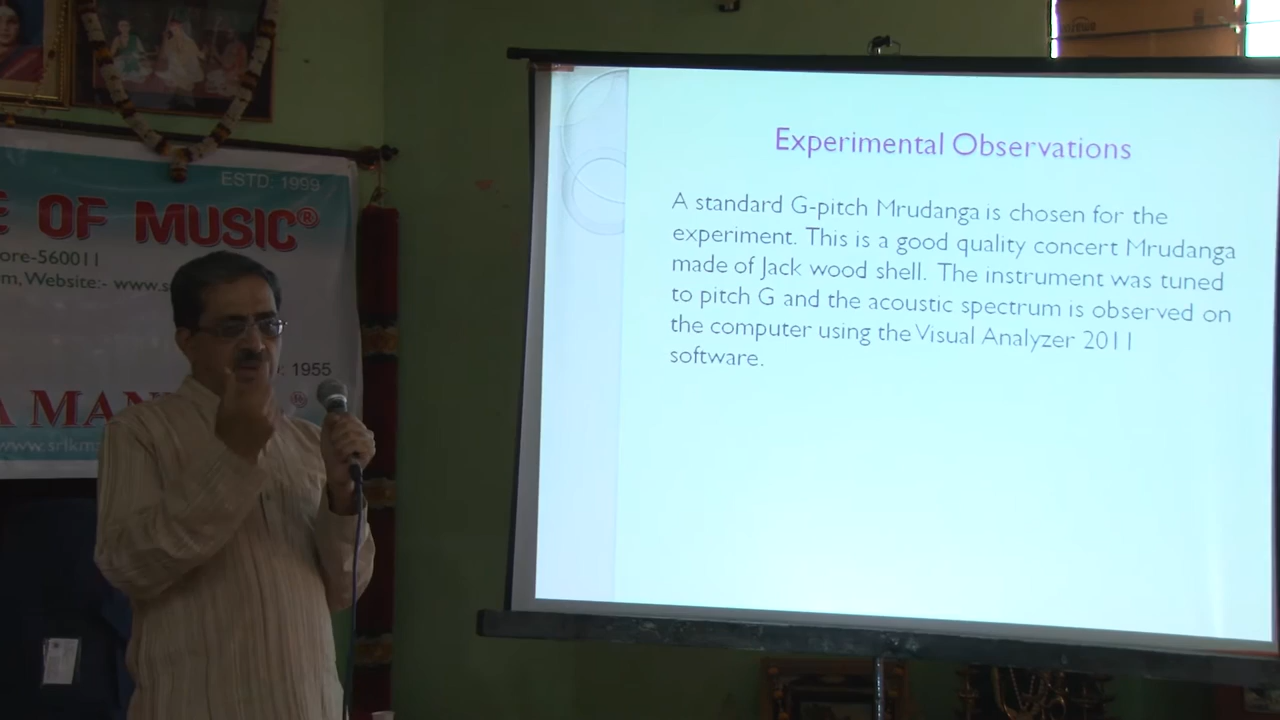 ESTD: 1999
OF MUSIC®
ore-560011
m, Website:- www.s
1955
A MAN
®
www.srlkm
Experimental Observations
A standard G-pitch Mrudanga is chosen for the
experiment. This is a good quality concert Mrudanga
made of Jack wood shell. The instrument was tuned
to pitch G and the acoustic spectrum is observed on
the computer using the Visual Analyzer 2011
software.